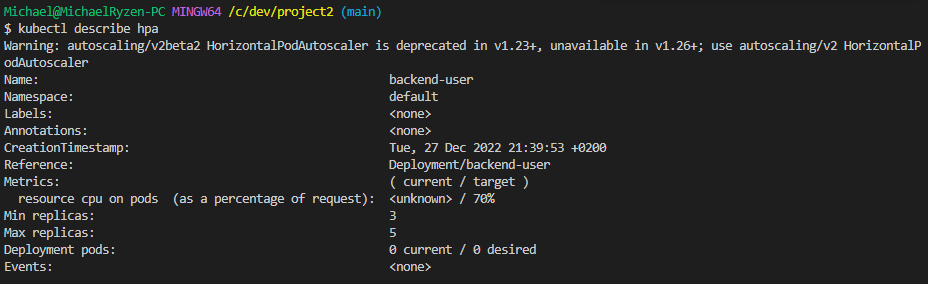 Michael@MichaelRyzen-PC MINGW64 /c/dev/project2 (main)
$ kubectl describe hpa
Warning: autoscaling/v2beta2 HorizontalPodAutoscaler is deprecated in v1.23+, unavailable in v1.26+; use autoscaling/v2 HorizontalP
odAutoscaler
Name: backend-user
Namespace: default
Labels: <none>
Annotations: <none>
CreationTimestamp: Tue, 27 Dec 2022 21:39:53 +0200
Reference: Deployment/backend-user
Metrics: ( current / target )
  resource cpu on pods  (as a percentage of request): <unknown> / 70%
Min replicas: 3
Max replicas: 5
Deployment pods: 0 current / 0 desired
Events: <none>